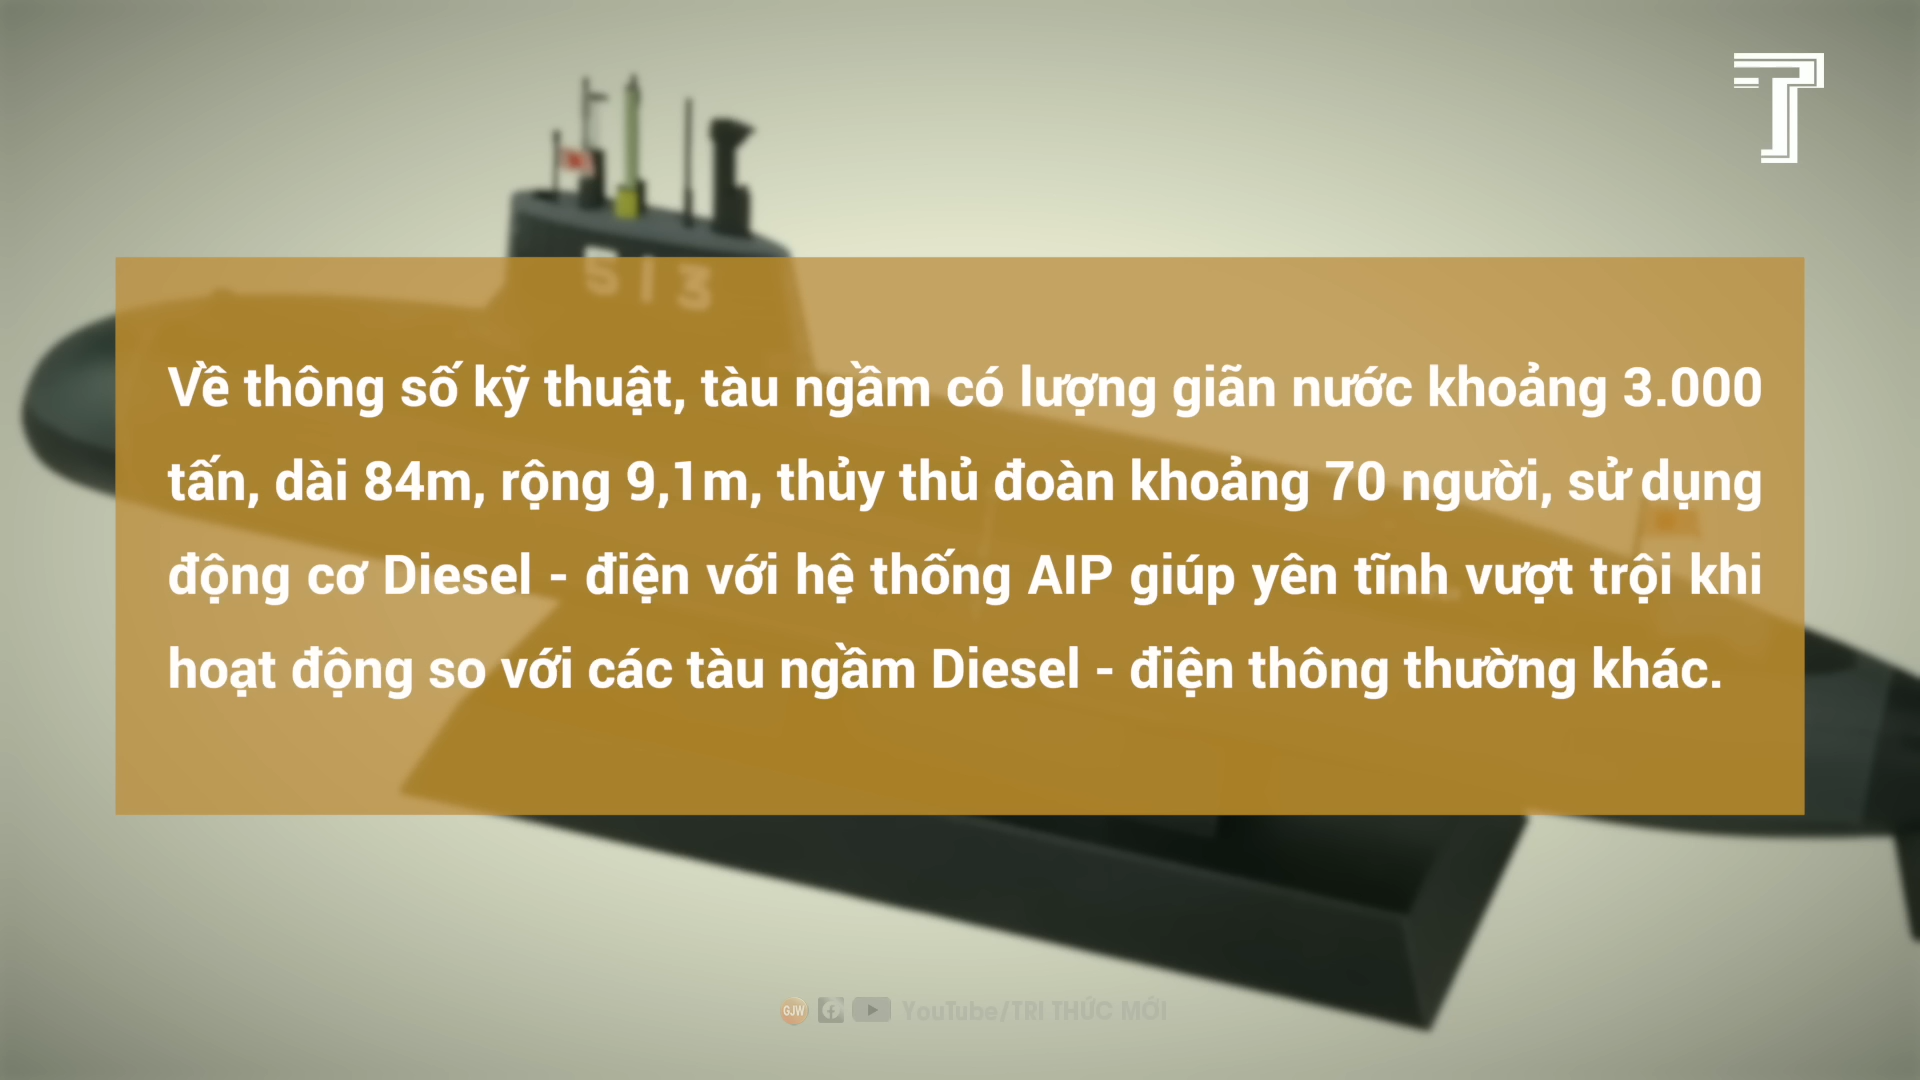 513
Về thông số kỹ thuật, tàu ngầm có lượng giãn nước khoảng 3.000
tấn, dài 84m, rộng 9,1m, thủy thủ đoàn khoảng 70 người, sử dụng
động cơ Diesel - điện với hệ thống AIP giúp yên tĩnh vượt trội khi
hoạt động so với các tàu ngầm Diesel - điện thông thường khác.
GJW YouTube/TRI THỨC MỚI